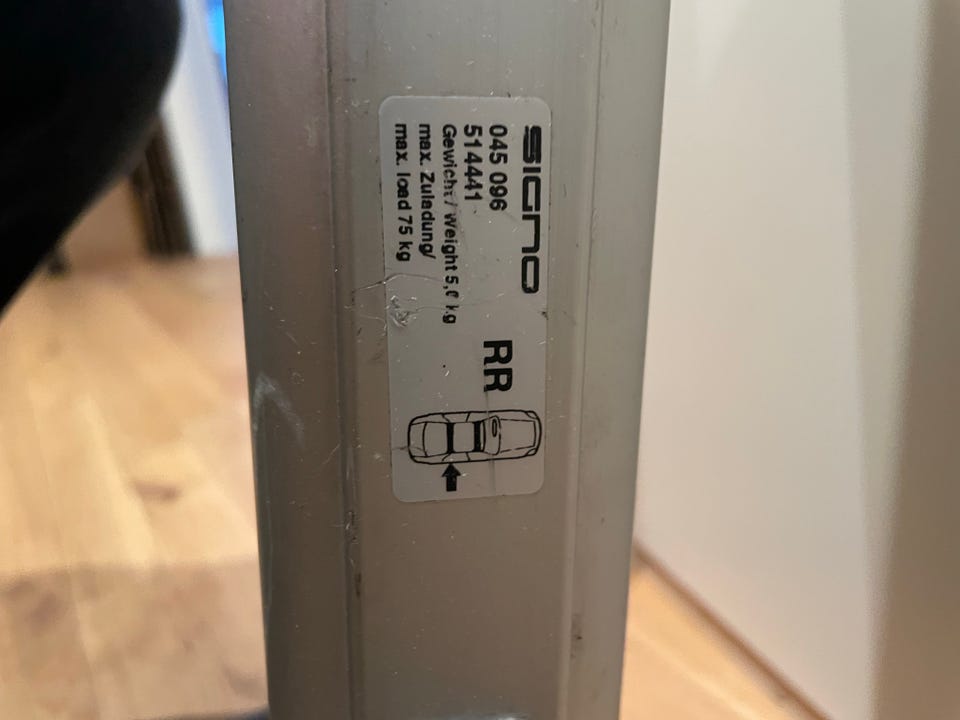 SIGNO
045 096
514441
Gewicht / Weight 5,0 kg
max. Zuladung/
max. load 75 kg
RR